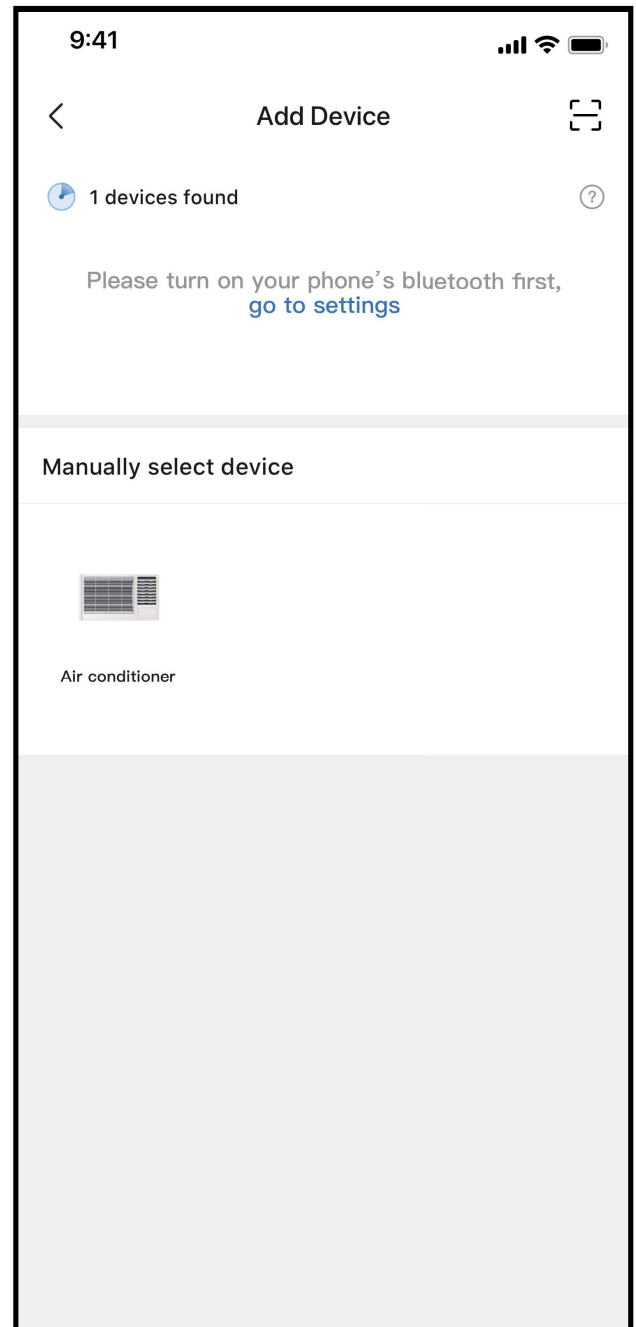 9:41
Add Device
1 devices found
?
Please turn on your phone's bluetooth first,
go to settings
Manually select device
Air conditioner